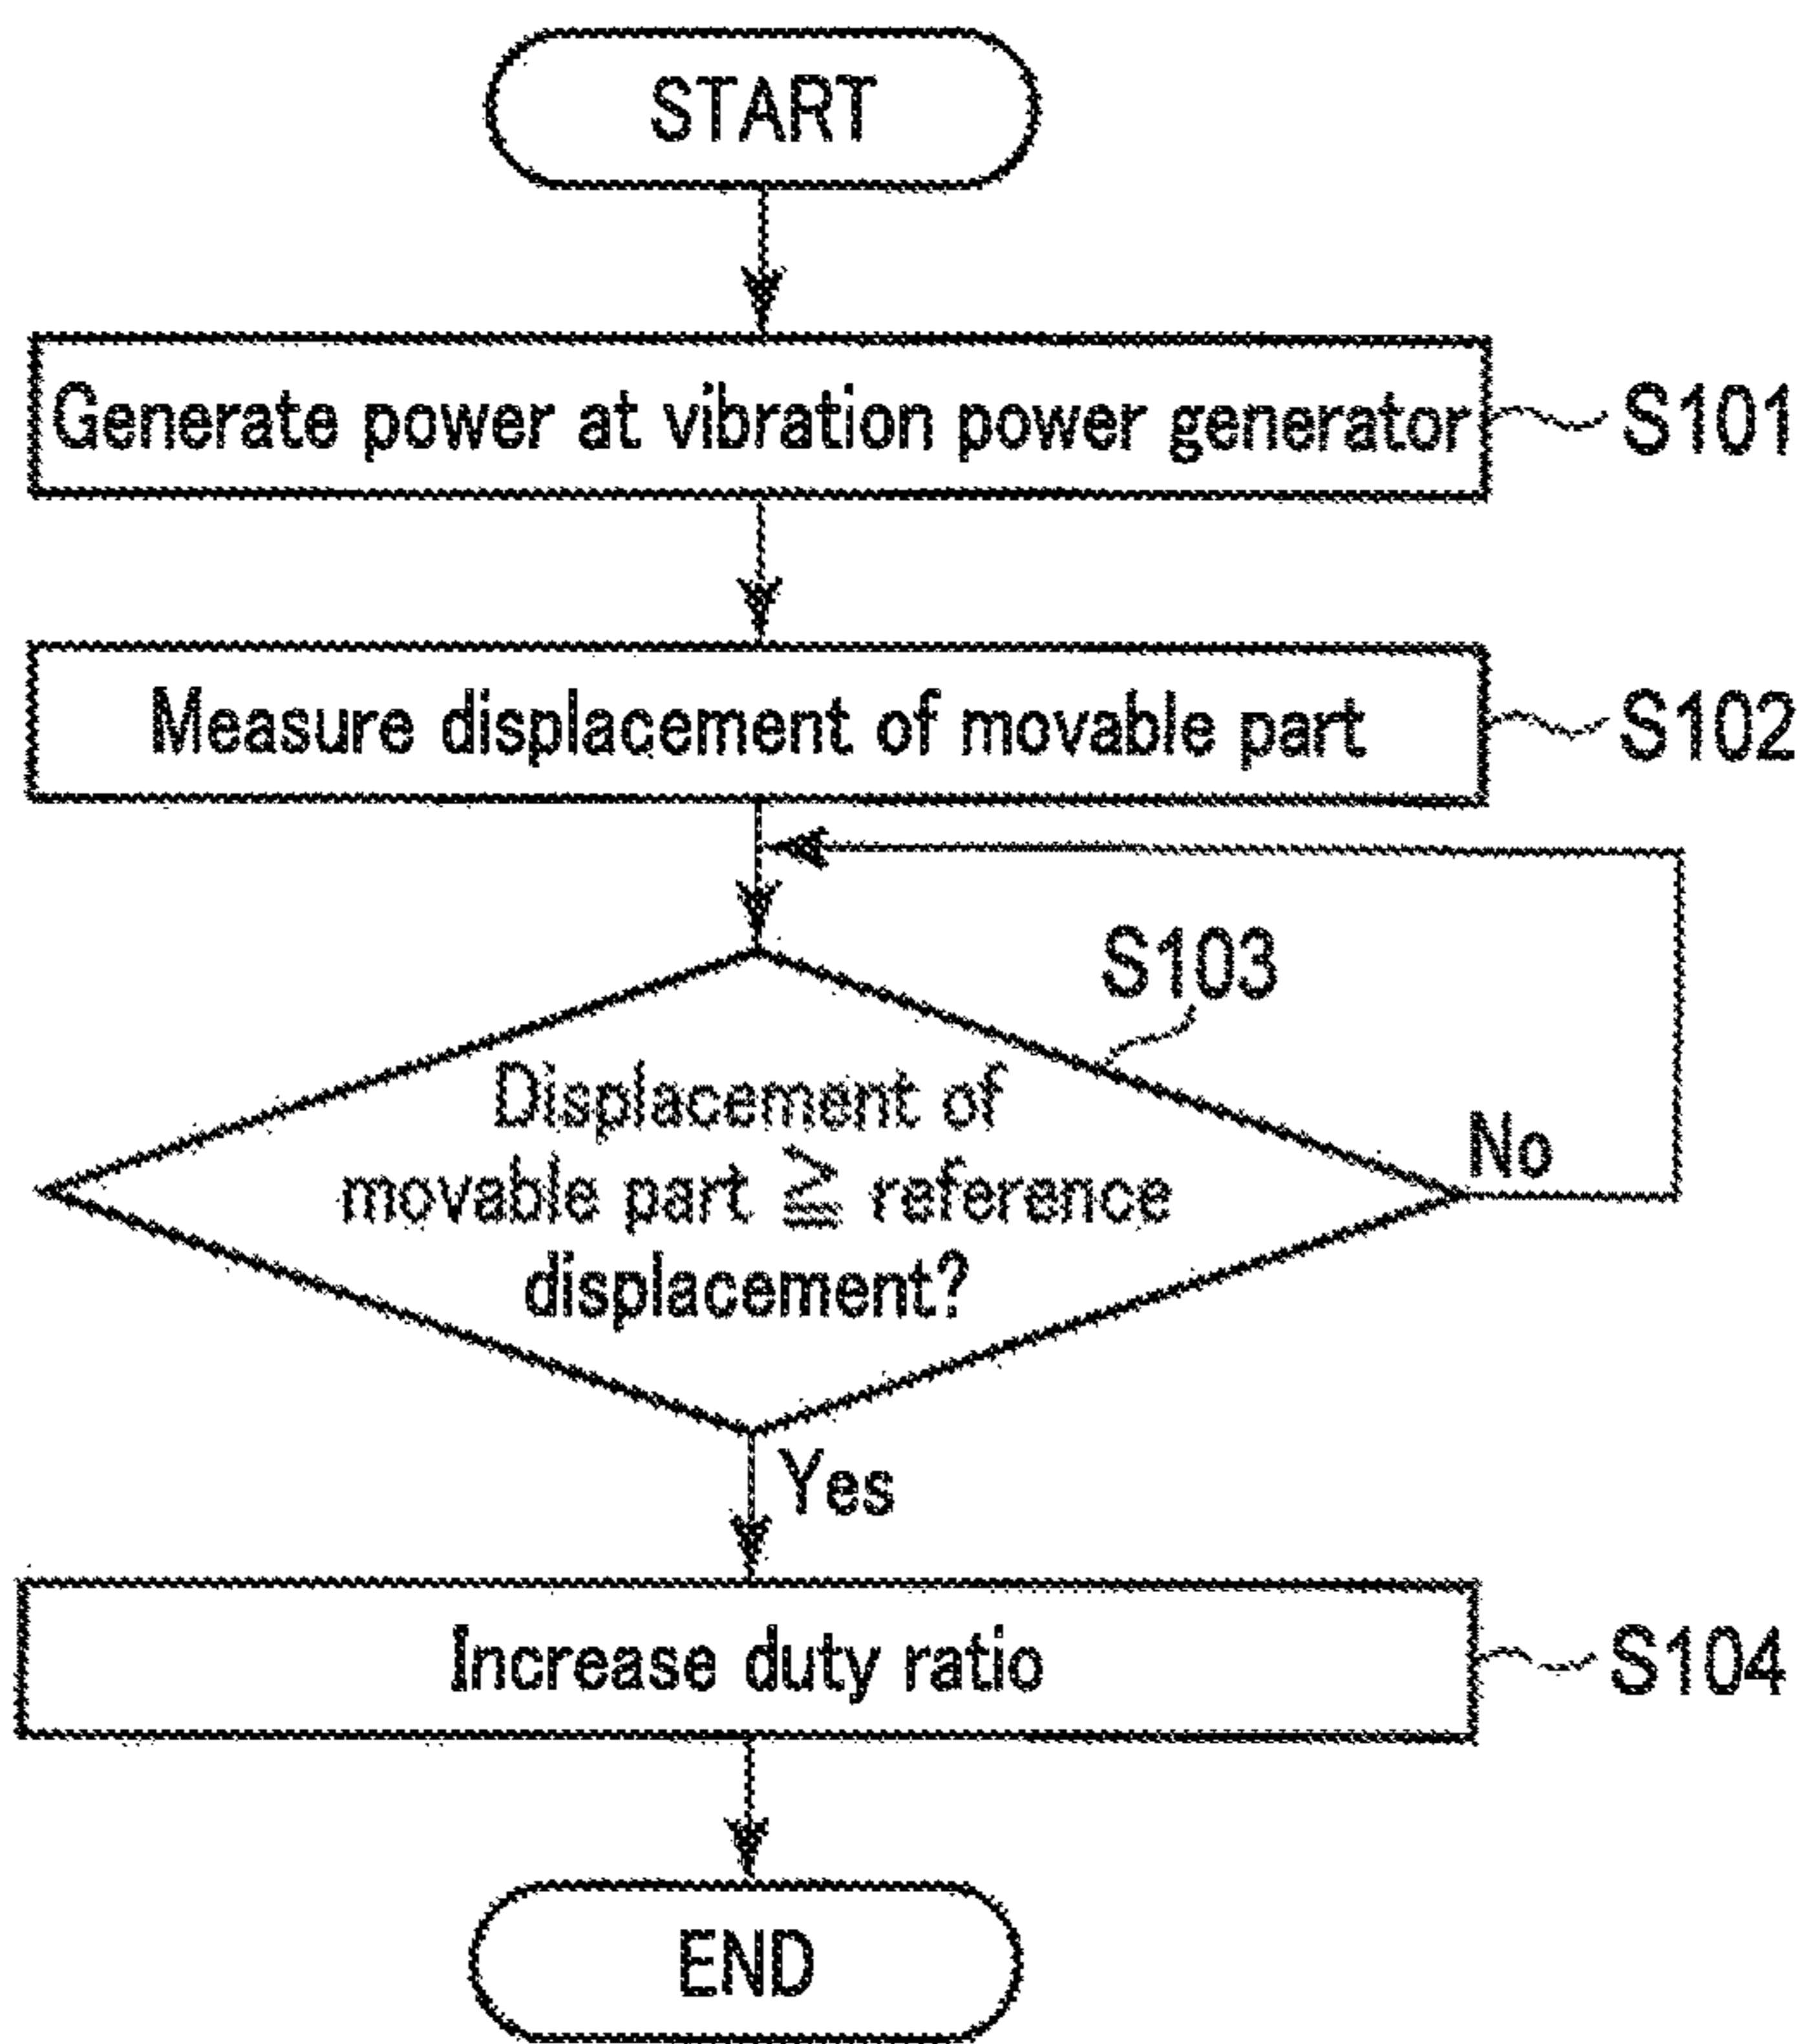 START
Generate power at vibration power generator
S101
Measure displacement of movable part
S102
S103
Displacement of
movable part ≧ reference
displacement?
No
Yes
Increase duty ratio
S104
END